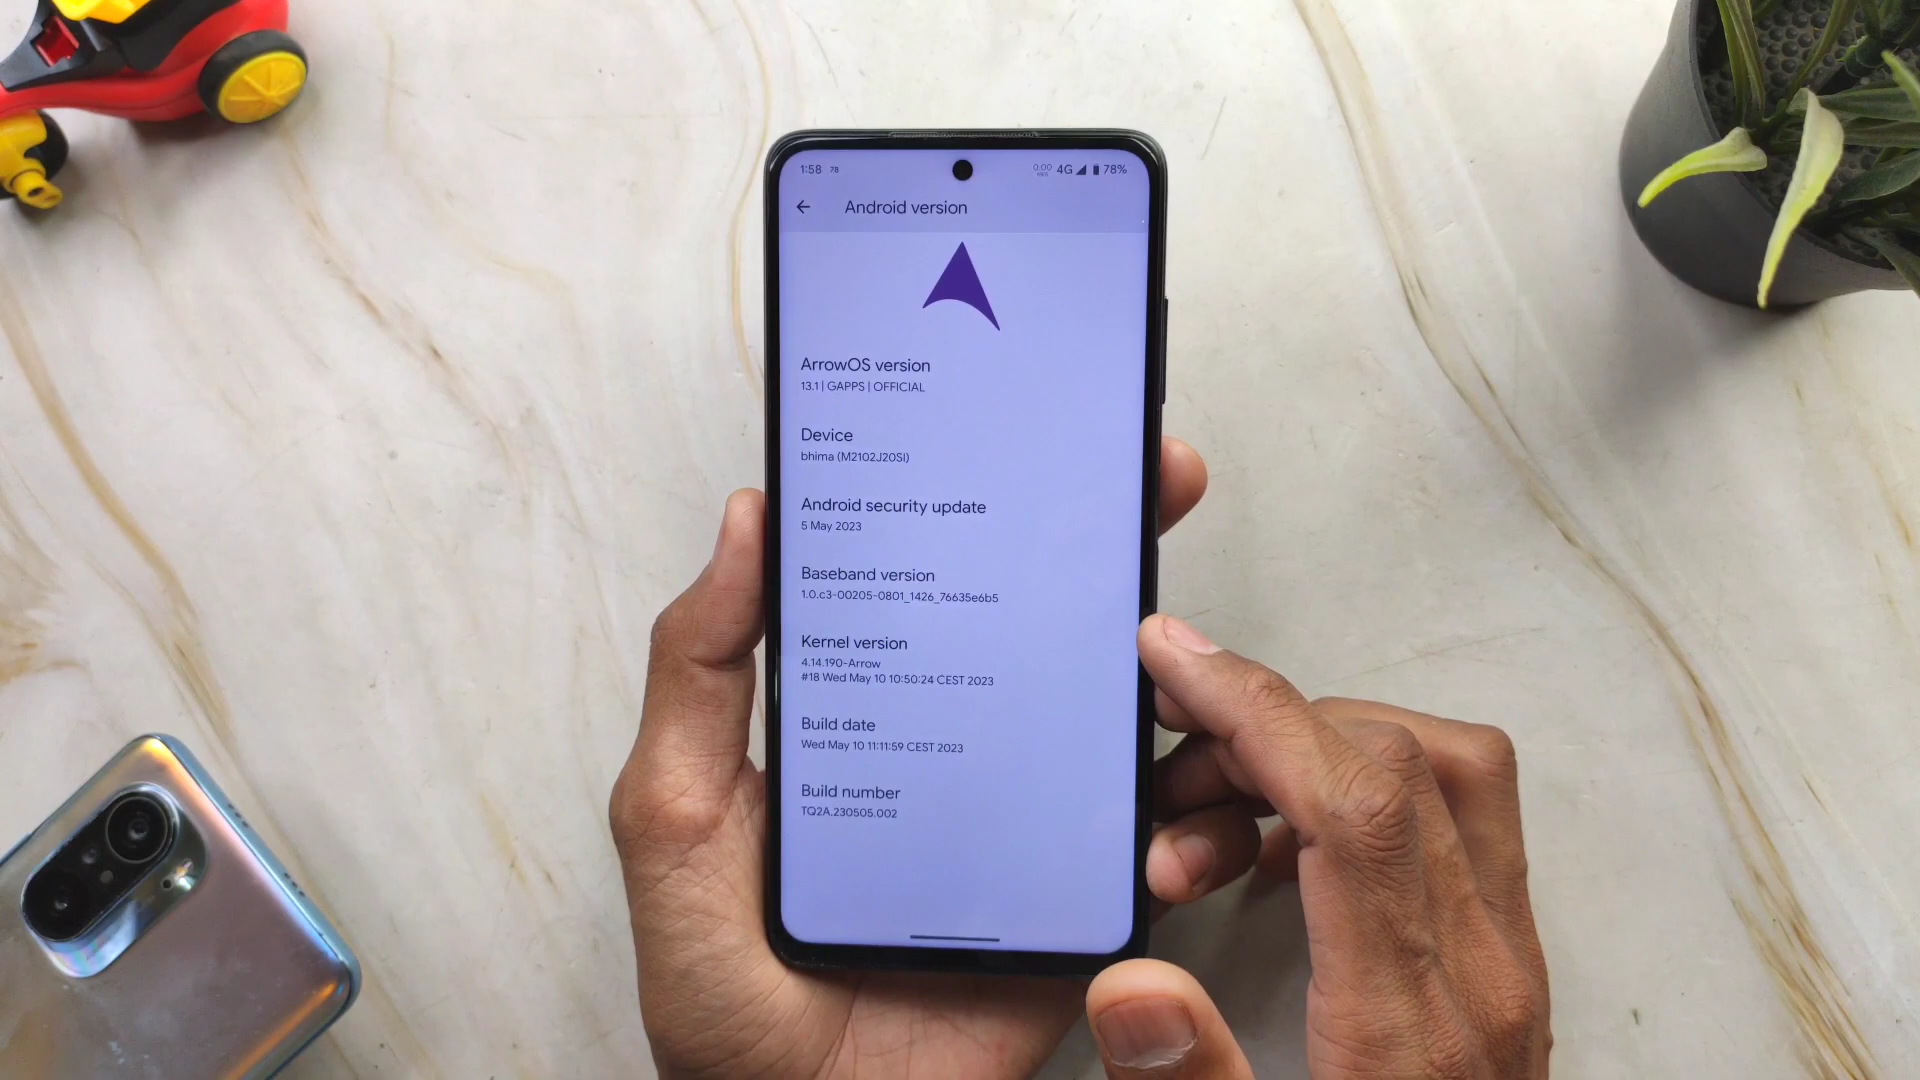 1:58 78 0:00 4G 78%
Android version
ArrowOS version
13.1 | GAPPS | OFFICIAL
Device
bhima (M2102J20SI)
Android security update
5 May 2023
Baseband version
1.0.c3-00205-0801_1426_76635e6b5
Kernel version
4.14.190-Arrow
#18 Wed May 10 10:50:24 CEST 2023
Build date
Wed May 10 11:11:59 CEST 2023
Build number
TQ2A.230505.002